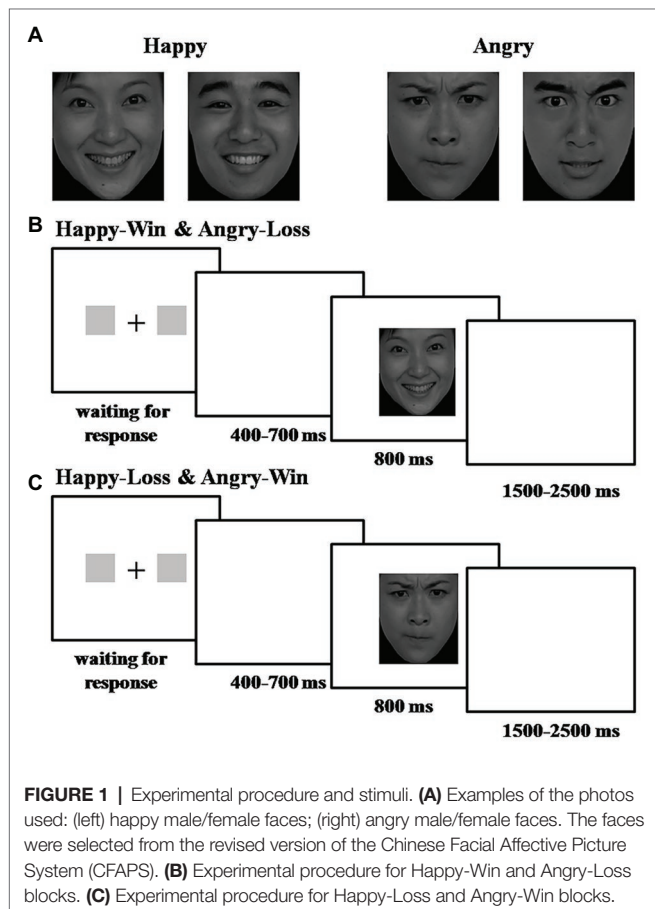 A
Happy Angry
B
Happy-Win & Angry-Loss
+
waiting for
response
400-700 ms
800 ms
1500-2500 ms
C
Happy-Loss & Angry-Win
+
waiting for
response
400-700 ms
800 ms
1500-2500 ms
FIGURE 1 | Experimental procedure and stimuli. (A) Examples of the photos
used: (left) happy male/female faces; (right) angry male/female faces. The faces
were selected from the revised version of the Chinese Facial Affective Picture
System (CFAPS). (B) Experimental procedure for Happy-Win and Angry-Loss
blocks. (C) Experimental procedure for Happy-Loss and Angry-Win blocks.